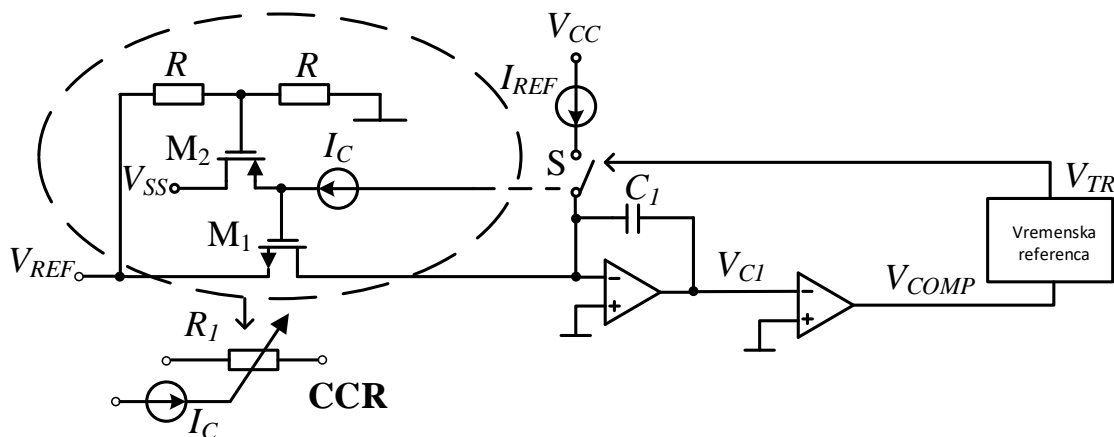 V_CC
R
R
I_REF
M_2
I_C
S
V_SS
C_1
V_TR
M_1
Vremenska
referenca
V_REF
V_C1
V_COMP
−
+
−
+
R_1
CCR
I_C